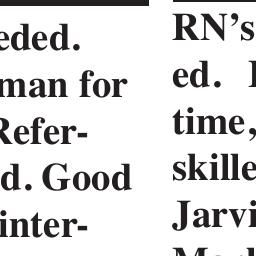 eded.
man for
Refer-
d. Good
inter-
RN's
ed.
time,
skille
Jarvi